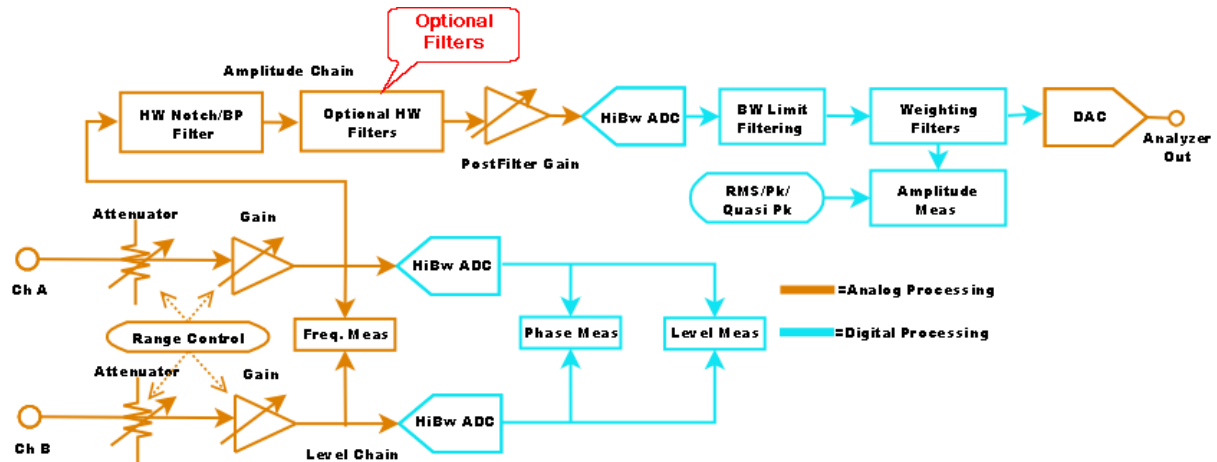 Optional
Filters
Amplitude Chain
HW Notch/BP
Filter
Optional HW
Filters
PostFilter Gain
HiBw ADC
BW Limit
Filtering
Weighting
Filters
DAC
Analyzer
Out
RMS/Pk/
Quasi Pk
Amplitude
Meas
Attenuator
Gain
Ch A
HiBw ADC
=Analog Processing
Range Control
Freq. Meas
Phase Meas
Level Meas
=Digital Processing
Attenuator
Gain
HiBw ADC
Ch B
Level Chain